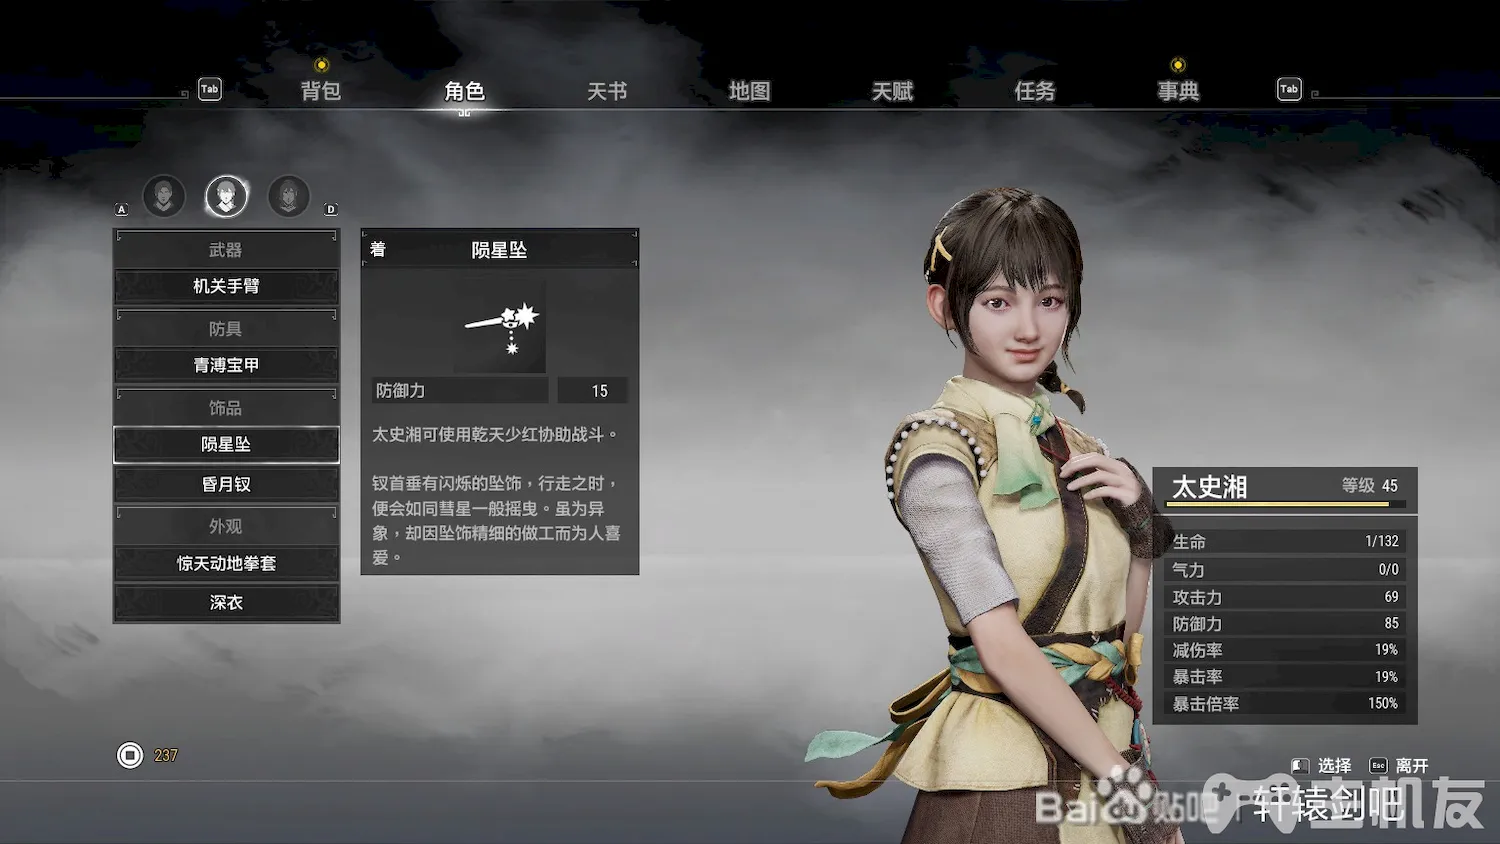 Tab 背包 角色 天书 地图 天赋 任务 事典 Tab
A D
武器
机关手臂
防具
青溥宝甲
饰品
陨星坠
昏月钗
外观
惊天动地拳套
深衣
着 陨星坠
防御力 15
太史湘可使用乾天少红协助战斗。
钗首垂有闪烁的坠饰，行走之时，
便会如同彗星一般摇曳。虽为异
象，却因坠饰精细的做工而为人喜
爱。
太史湘 等级 45
生命 1/132
气力 0/0
攻击力 69
防御力 85
减伤率 19%
暴击率 19%
暴击倍率 150%
237
选择 Esc 离开
Bai 贴吧 轩辕剑吧
主机友